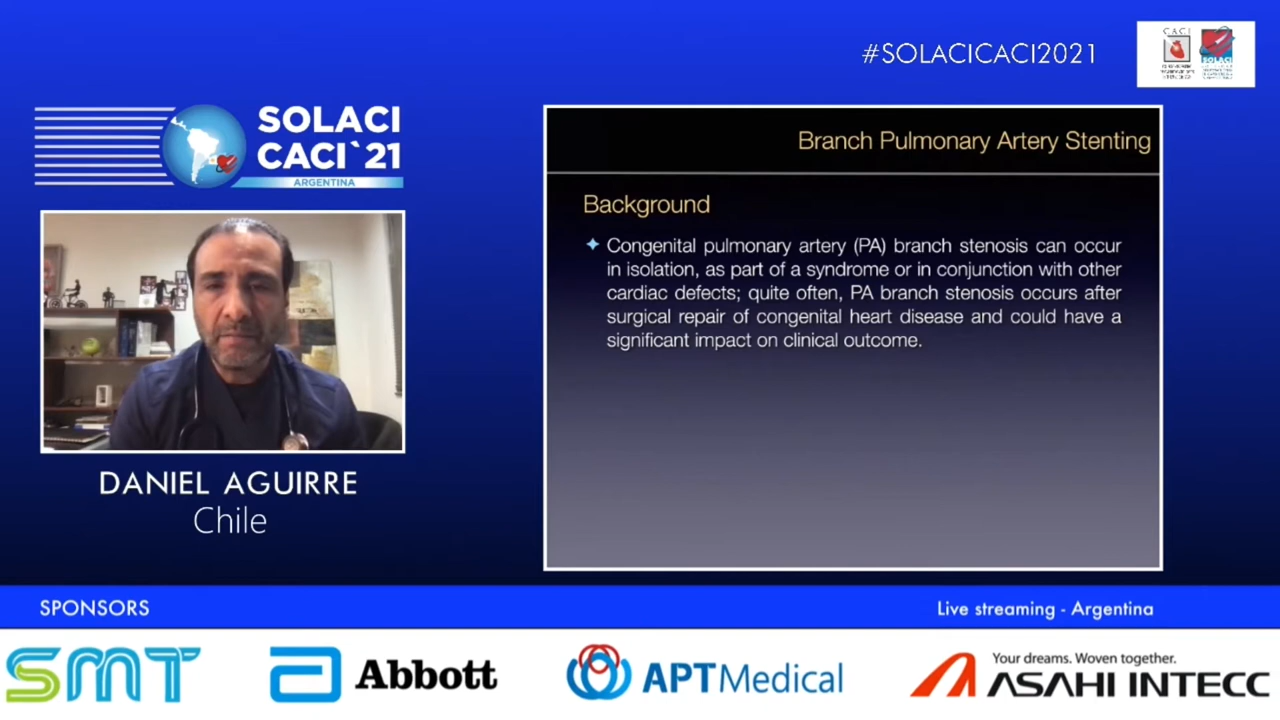 #SOLACICACI2021
CACI
SOLACI
SOLACI
CACI`21
ARGENTINA
Branch Pulmonary Artery Stenting
Background
✦ Congenital pulmonary artery (PA) branch stenosis can occur
in isolation, as part of a syndrome or in conjunction with other
cardiac defects; quite often, PA branch stenosis occurs after
surgical repair of congenital heart disease and could have a
significant impact on clinical outcome.
DANIEL AGUIRRE
Chile
SPONSORS
Live streaming - Argentina
SMT
Abbott
APTMedical
Your dreams. Woven together.
ASAHI INTECC